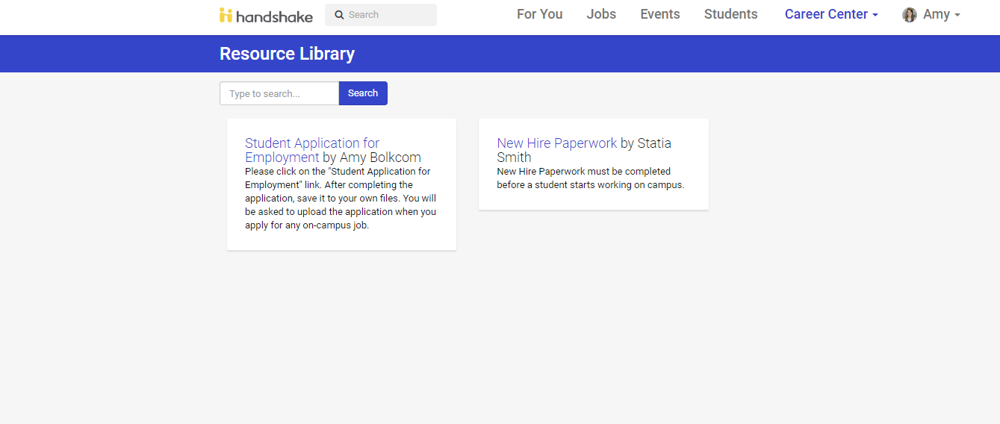 handshake
Search
For You
Jobs
Events
Students
Career Center
Amy
Resource Library
Type to search...
Search
Student Application for
Employment by Amy Bolkcom
Please click on the "Student Application for
Employment" link. After completing the
application, save it to your own files. You will
be asked to upload the application when you
apply for any on-campus job.
New Hire Paperwork by Statia
Smith
New Hire Paperwork must be completed
before a student starts working on campus.